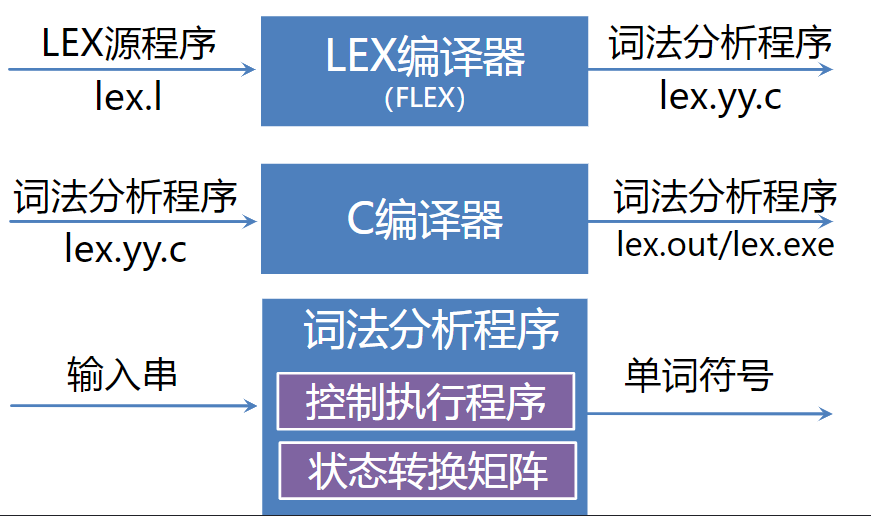 LEX源程序
lex.l
LEX编译器
（FLEX）
词法分析程序
lex.yy.c
词法分析程序
lex.yy.c
C编译器
词法分析程序
lex.out/lex.exe
输入串
词法分析程序
控制执行程序
状态转换矩阵
单词符号